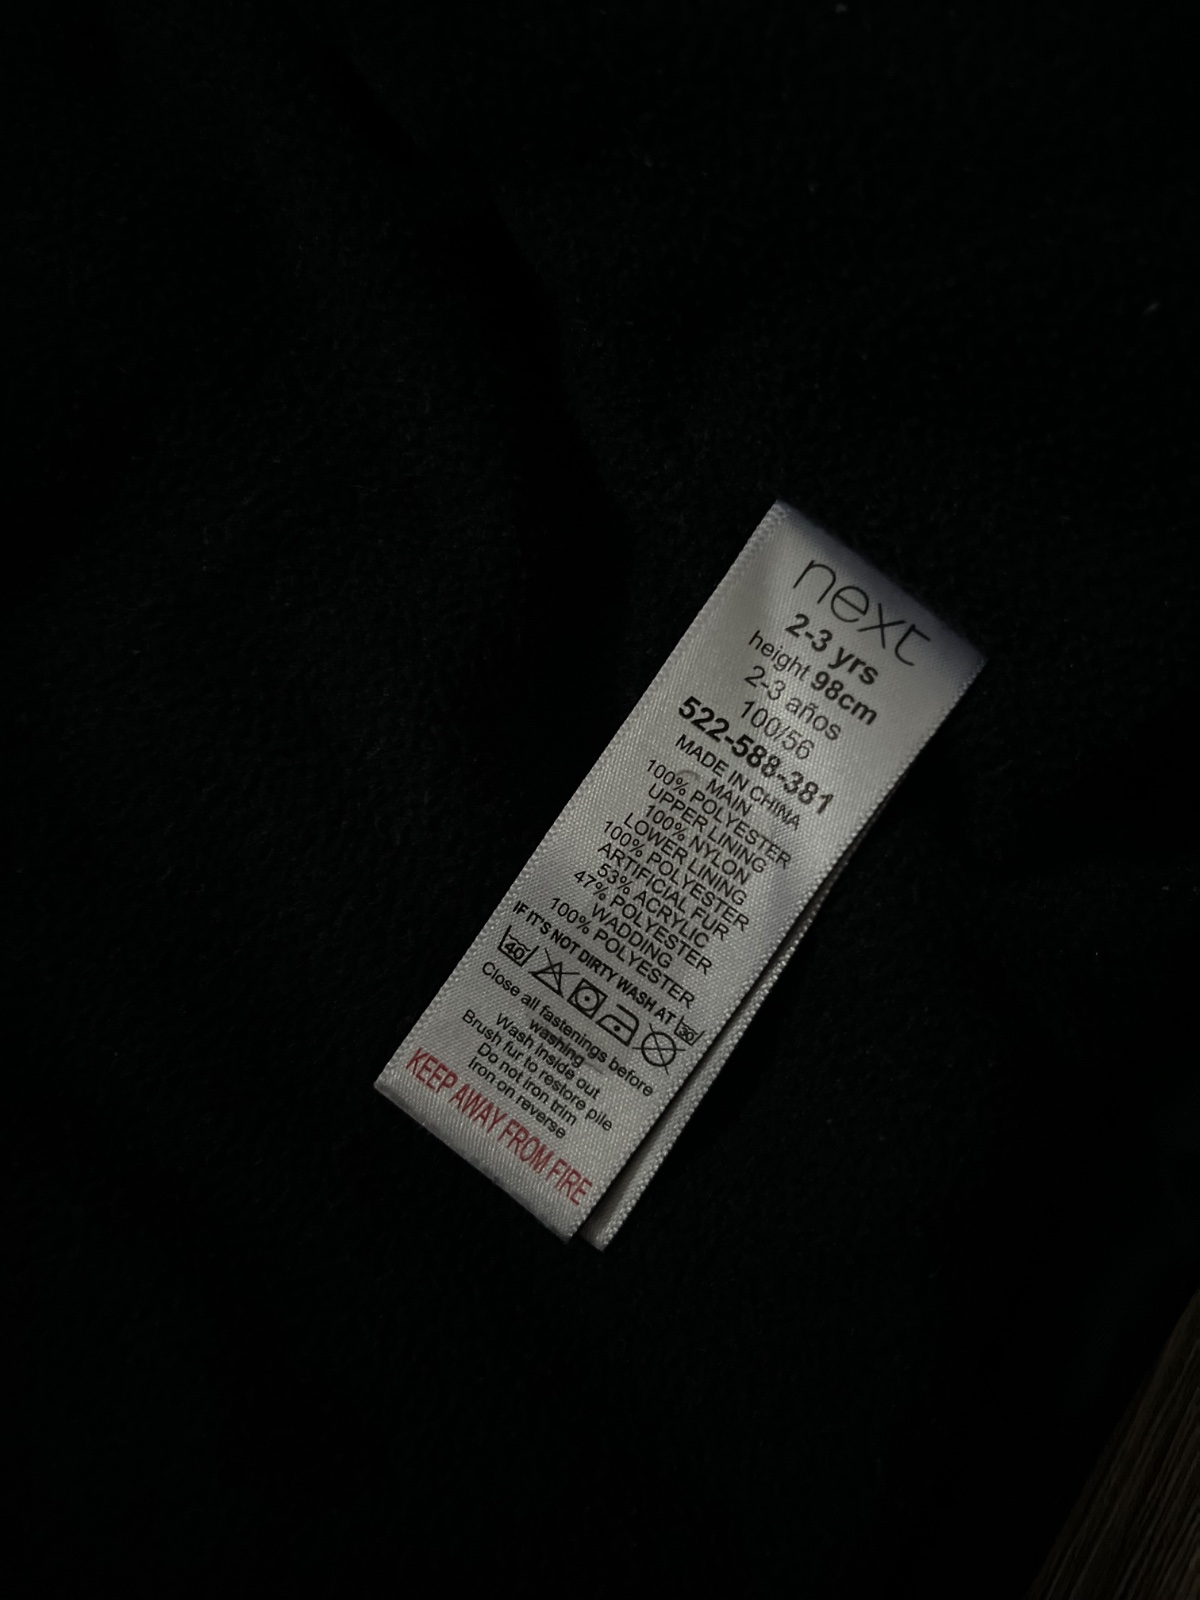 next
2-3 yrs
height 98cm
2-3 años
100/56
522-588-381
MADE IN CHINA
MAIN
100% POLYESTER
UPPER LINING
100% NYLON
LOWER LINING
100% POLYESTER
ARTIFICIAL FUR
53% ACRYLIC
47% POLYESTER
WADDING
100% POLYESTER
IF IT'S NOT DIRTY WASH AT 30
40
Close all fastenings before
washing
Wash inside out
Brush fur to restore pile
Do not iron trim
Iron on reverse
KEEP AWAY FROM FIRE